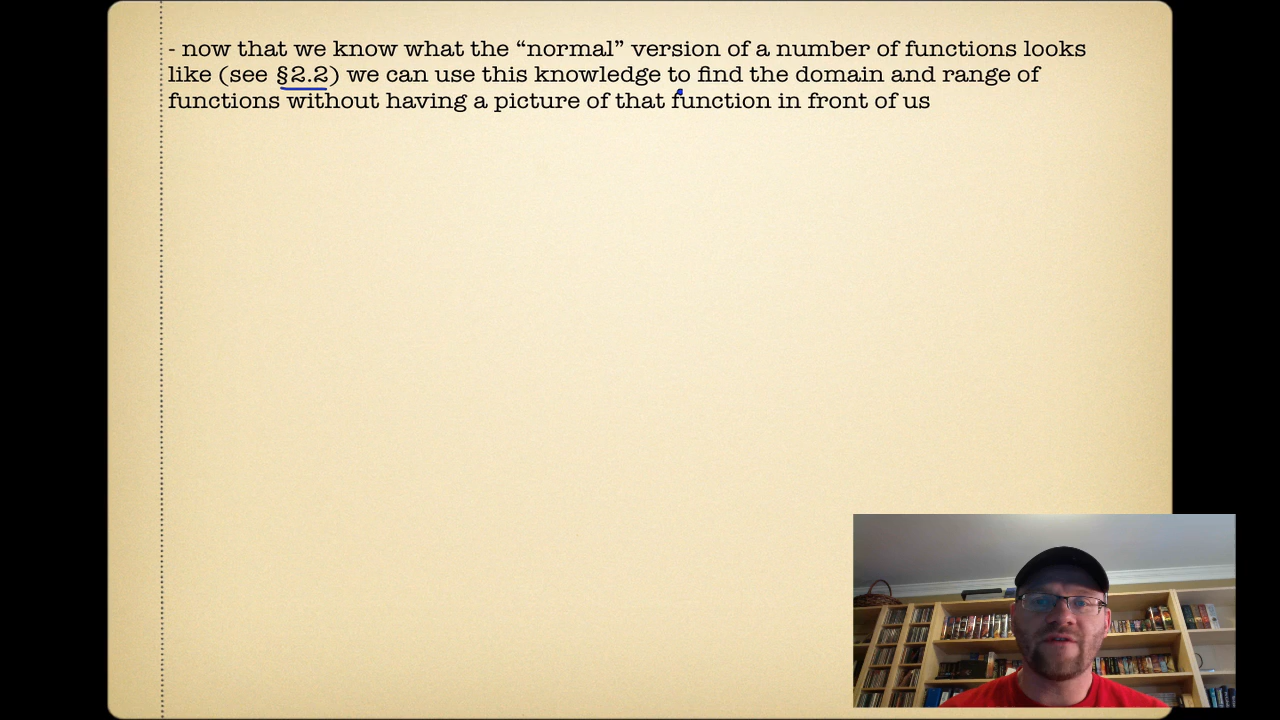 - now that we know what the “normal” version of a number of functions looks
like (see §2.2) we can use this knowledge to find the domain and range of
functions without having a picture of that function in front of us